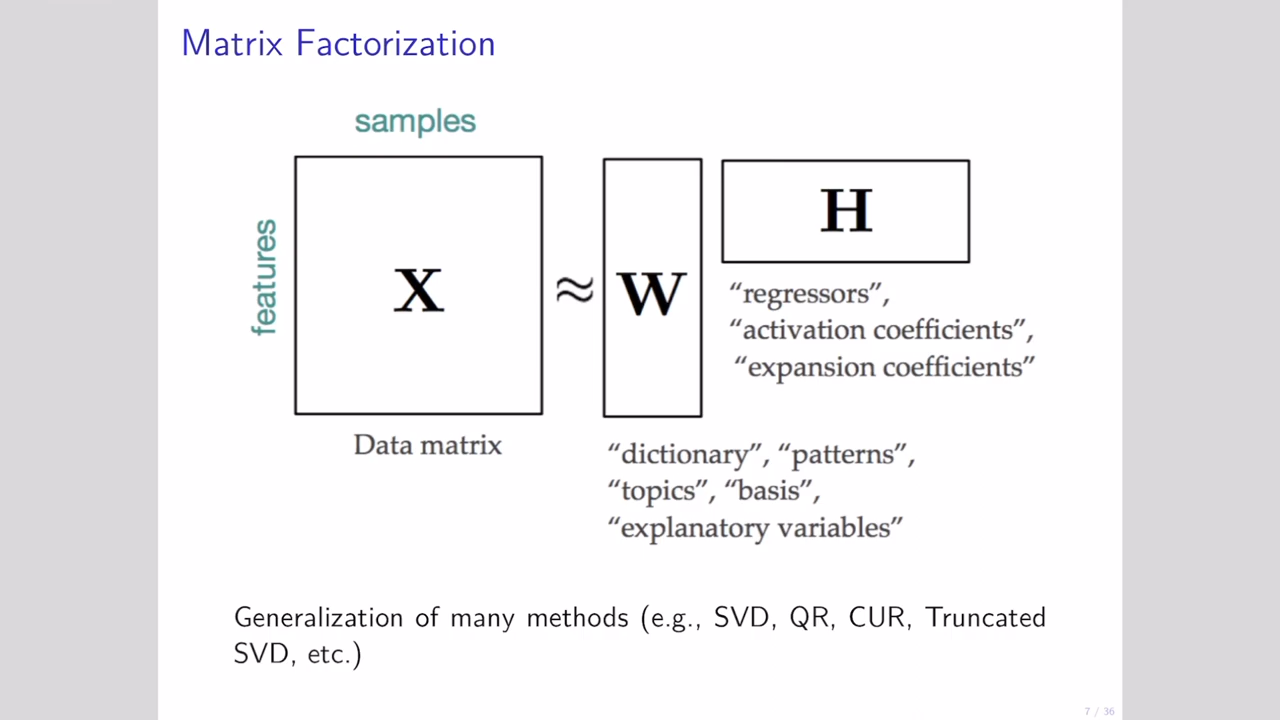 Matrix Factorization
samples
features
X
≈
W
H
“regressors”,
“activation coefficients”,
“expansion coefficients”
Data matrix
“dictionary”, “patterns”,
“topics”, “basis”,
“explanatory variables”
Generalization of many methods (e.g., SVD, QR, CUR, Truncated
SVD, etc.)
7 / 36